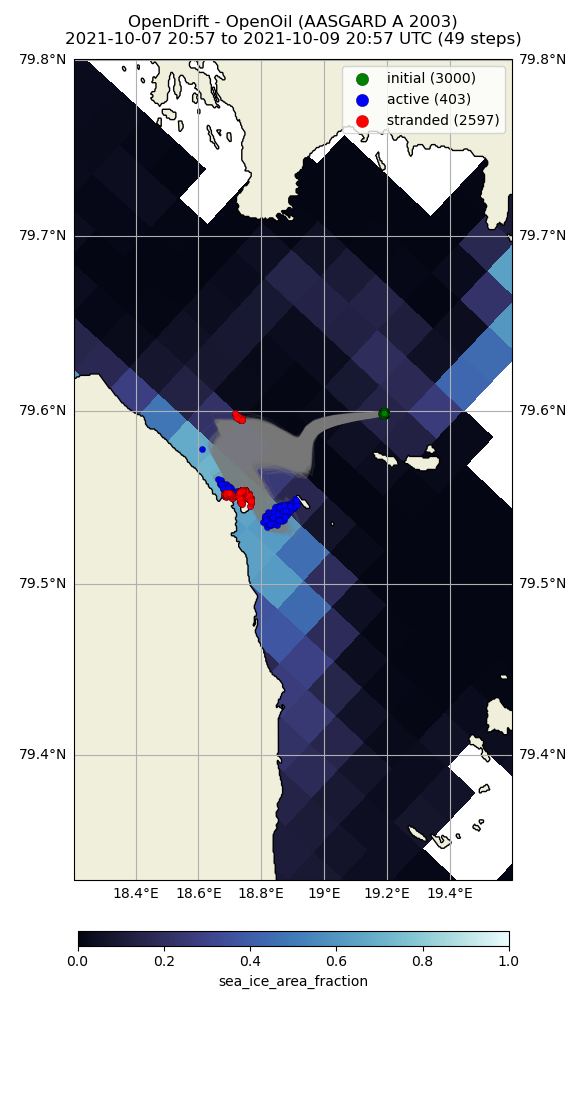 OpenDrift - OpenOil (AASGARD A 2003)
2021-10-07 20:57 to 2021-10-09 20:57 UTC (49 steps)
79.8°N 79.8°N
initial (3000)
active (403)
stranded (2597)
79.7°N 79.7°N
79.6°N 79.6°N
79.5°N 79.5°N
79.4°N 79.4°N
18.4°E 18.6°E 18.8°E 19°E 19.2°E 19.4°E
0.0 0.2 0.4 0.6 0.8 1.0
sea_ice_area_fraction